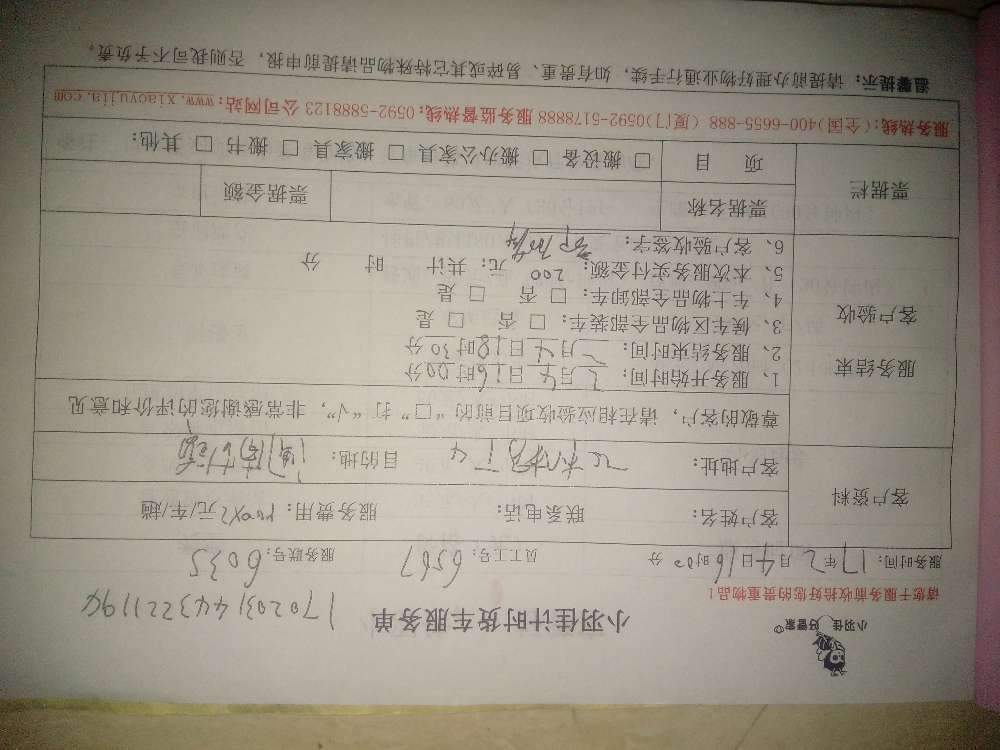 小羽佳 好管家
小羽佳计时货车服务单
17020314432221194
请您于服务前收拾好您的贵重物品！
服务时间：17年2月4日16时00分 员工工号：6567 服务联号：6035
客户资料
客户姓名： 联系电话： 服务费用：100X2元/车/趟
客户地址： 目的地：
尊敬的客户，请在相应验收项目前的“□”打“√”，非常感谢您的评价和意见
服务结束
客户验收
1、服务开始时间：2月4日16时00分
2、服务结束时间：2月4日18时30分
3、候车区物品全部装车：□ 否 □ 是
4、车上物品全部卸车：□ 否 □ 是
5、本次服务实付金额：200元；共计 时 分
6、客户验收签字：
票据栏
票据名称 票据金额
项目 □ 搬设备 □ 搬办公家具 □ 搬家具 □ 搬书 □ 其他：
服务热线：(全国)400-6655-888 (厦门)0592-5178888 服务监督热线：0592-5888123 公司网站：www.xiaoyujia.com
温馨提示：请提前办理好物业通行手续，如有贵重、易碎或其它特殊物品请提前申报，否则我司不予负责。